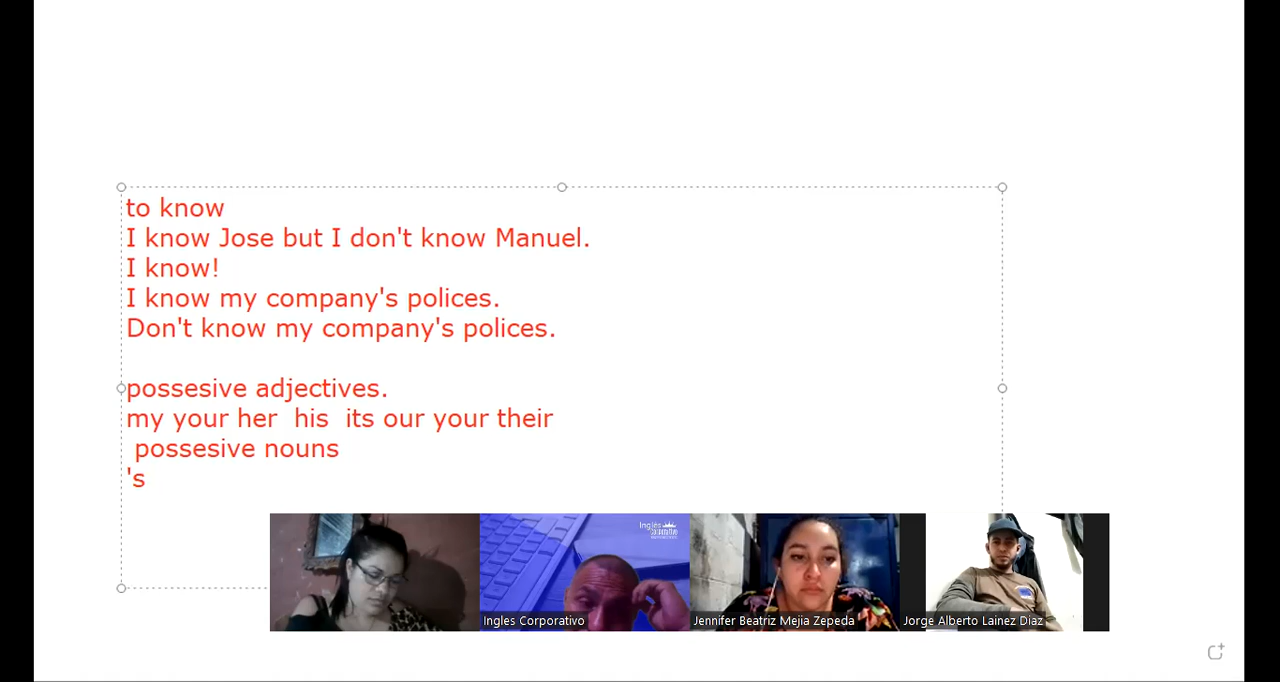 to know
I know Jose but I don't know Manuel.
I know!
I know my company's polices.
Don't know my company's polices.
possesive adjectives.
my your her his its our your their
possesive nouns
's
Ingles
Corporativo
Ingles Corporativo
Jennifer Beatriz Mejia Zepeda
Jorge Alberto Lainez Diaz